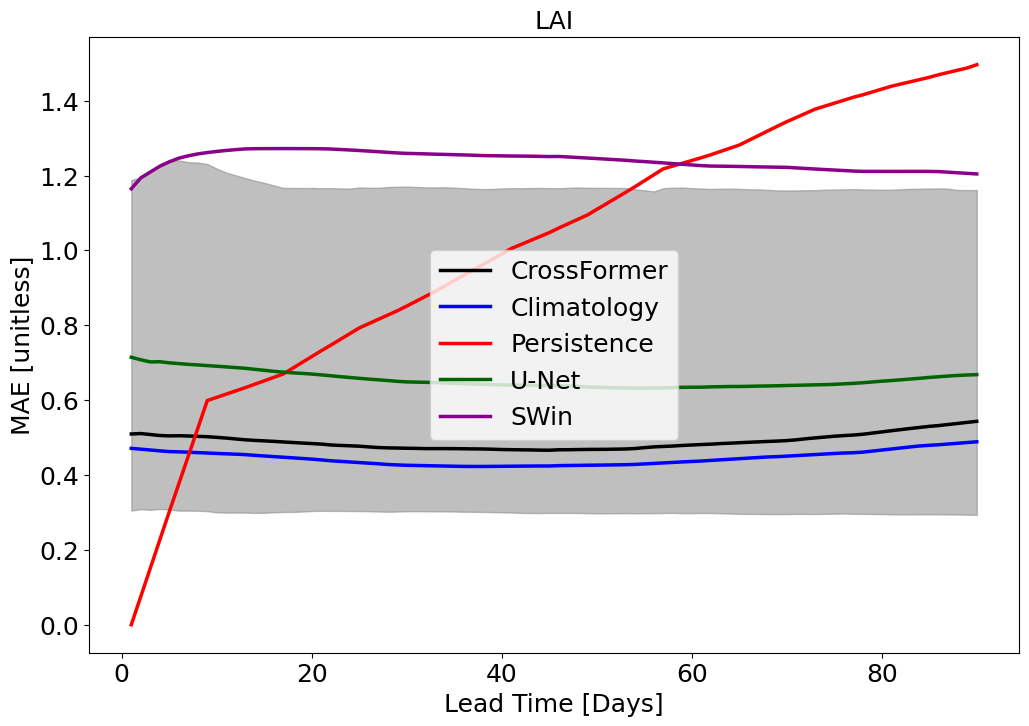 LAI
MAE [unitless]
1.4
1.2
1.0
0.8
0.6
0.4
0.2
0.0
CrossFormer
Climatology
Persistence
U-Net
SWin
0 20 40 60 80
Lead Time [Days]